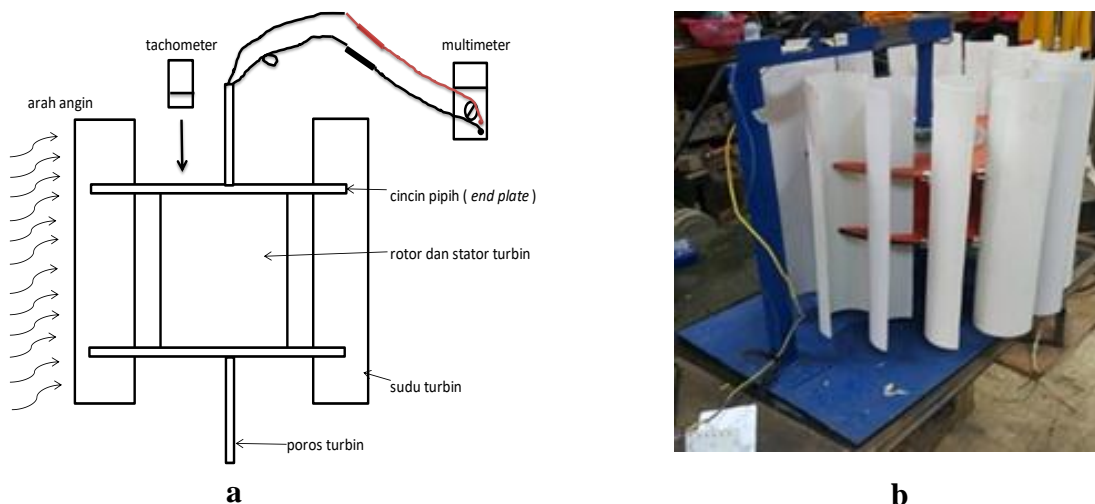 tachometer
multimeter
arah angin
cincin pipih ( end plate )
rotor dan stator turbin
sudu turbin
poros turbin
a
b